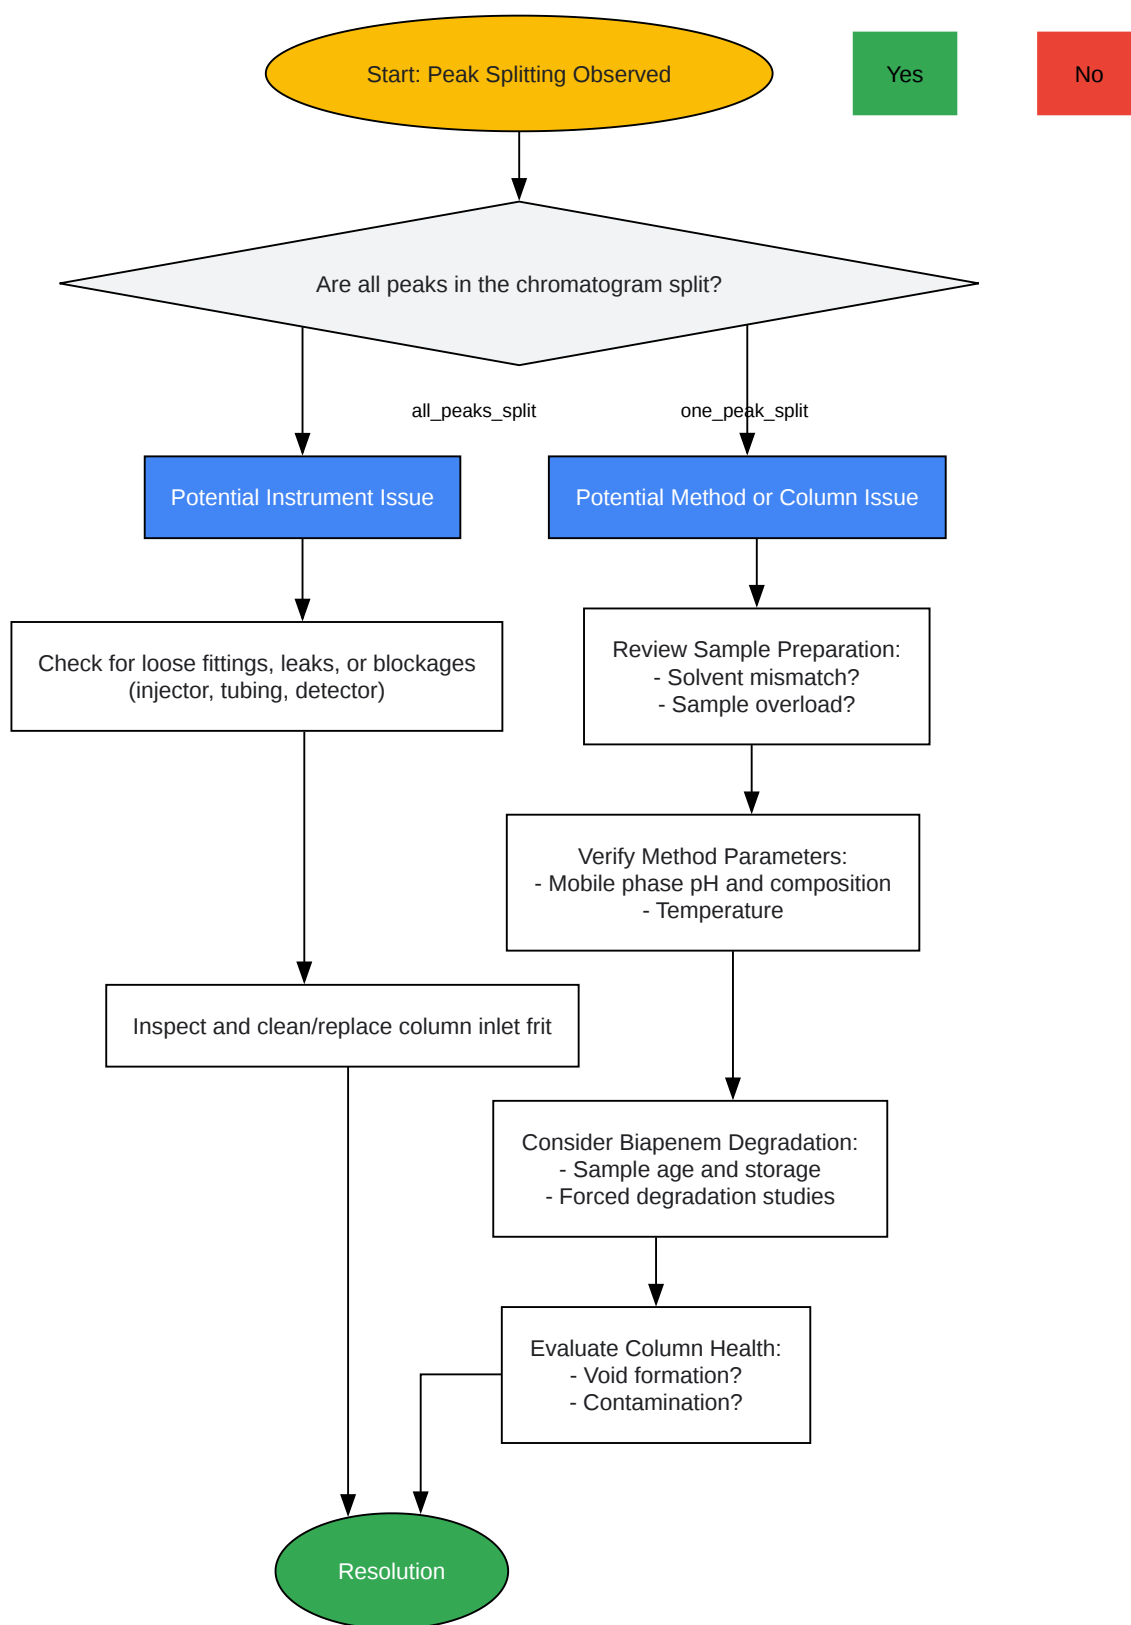 Start: Peak Splitting Observed
Yes
No
Are all peaks in the chromatogram split?
all_peaks_split
one_peak_split
Potential Instrument Issue
Potential Method or Column Issue
Check for loose fittings, leaks, or blockages
(injector, tubing, detector)
Review Sample Preparation:
- Solvent mismatch?
- Sample overload?
Verify Method Parameters:
- Mobile phase pH and composition
- Temperature
Inspect and clean/replace column inlet frit
Consider Biapenem Degradation:
- Sample age and storage
- Forced degradation studies
Evaluate Column Health:
- Void formation?
- Contamination?
Resolution